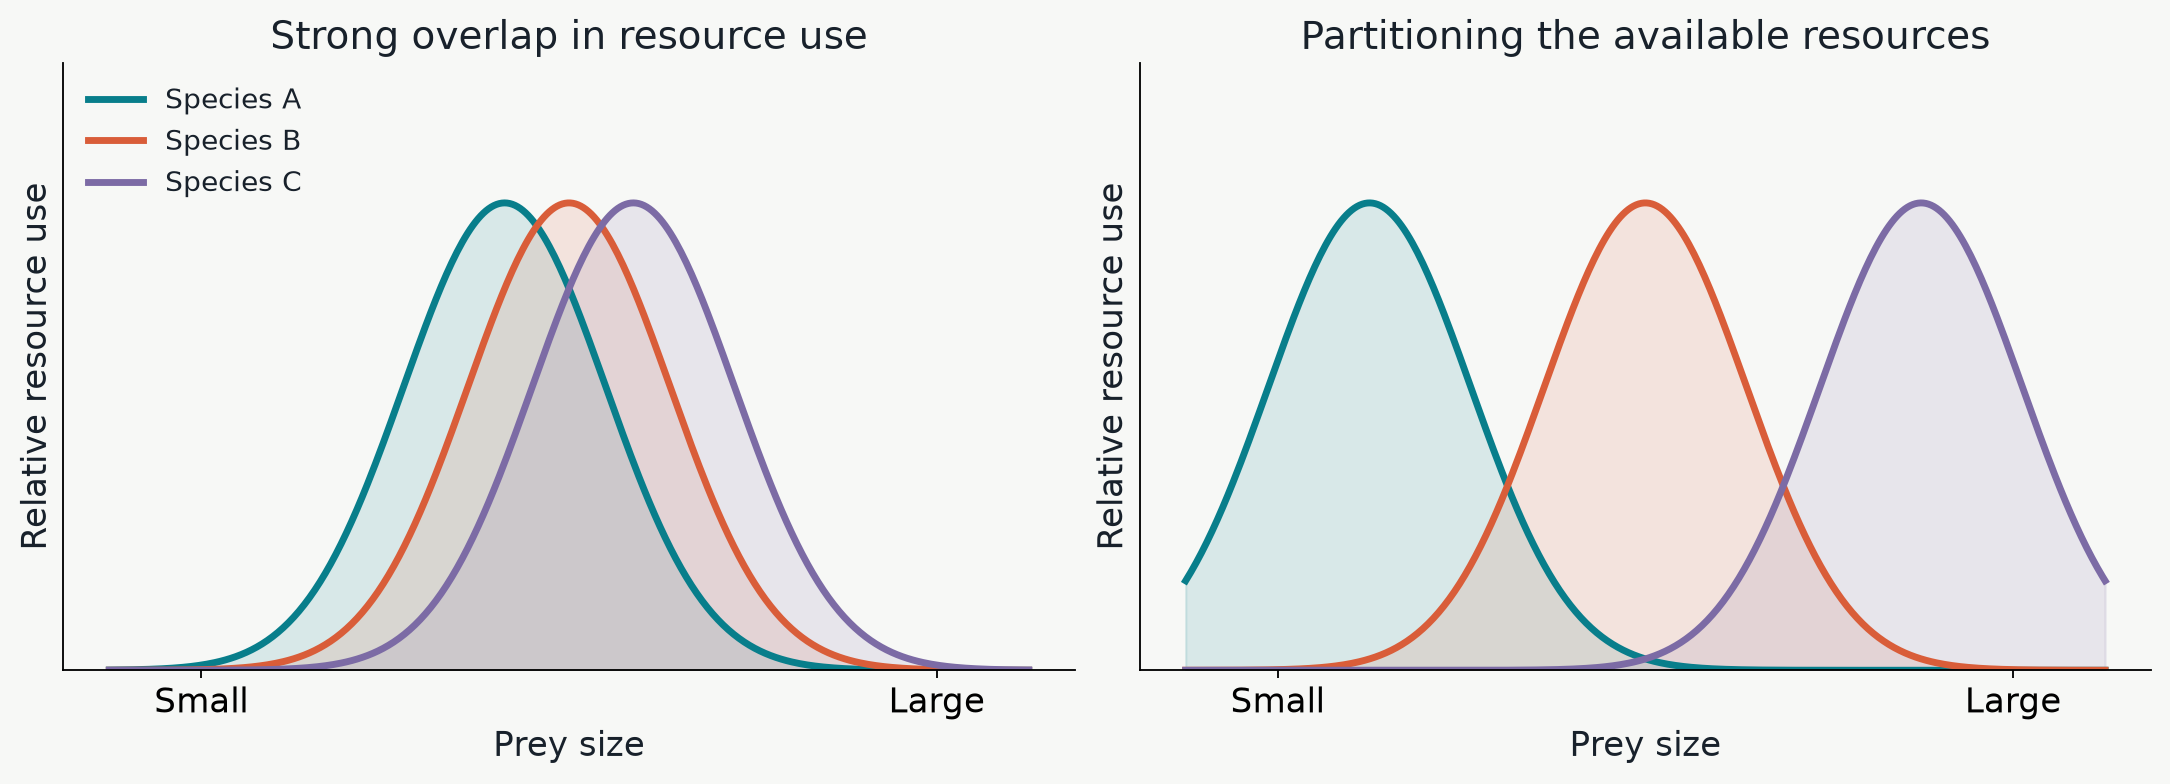 Strong overlap in resource use
Species A
Species B
Species C
Relative resource use
Small
Large
Prey size
Partitioning the available resources
Relative resource use
Small
Large
Prey size